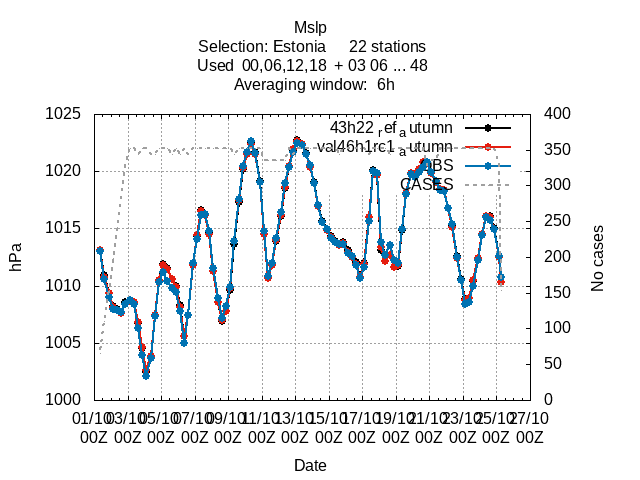 Mslp
Selection: Estonia 22 stations
Used 00,06,12,18 + 03 06 ... 48
Averaging window: 6h
1025 400
43h22_ref_autumn
350
val46h1rc1_autumn
1020 OBS
300
CASES
1015 250
hPa
200
No cases
1010
150
1005 100
50
1000 0
01/10 03/10 05/10 07/10 09/10 11/10 13/10 15/10 17/10 19/10 21/10 23/10 25/10 27/10
00Z 00Z 00Z 00Z 00Z 00Z 00Z 00Z 00Z 00Z 00Z 00Z 00Z 00Z
Date